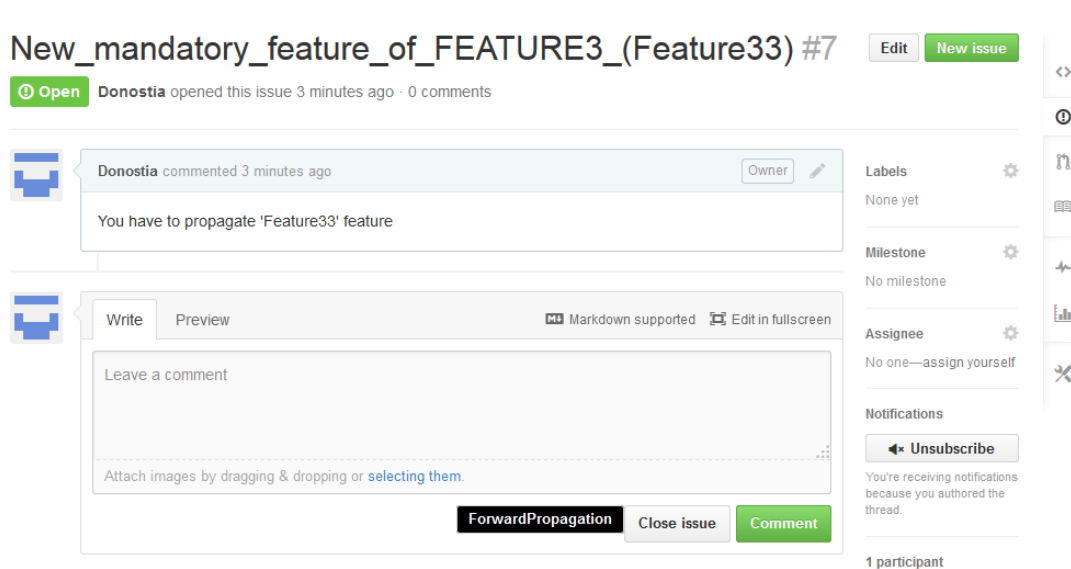 New_mandatory_feature_of_FEATURE3_(Feature33) #7
Edit
New issue
Open
Donostia opened this issue 3 minutes ago · 0 comments
Donostia commented 3 minutes ago
Owner
You have to propagate 'Feature33' feature
Labels
None yet
Milestone
No milestone
Assignee
No one—assign yourself
Notifications
Unsubscribe
You're receiving notifications
because you authored the
thread.
1 participant
Write
Preview
Markdown supported
Edit in fullscreen
Leave a comment
Attach images by dragging & dropping or selecting them.
ForwardPropagation
Close issue
Comment